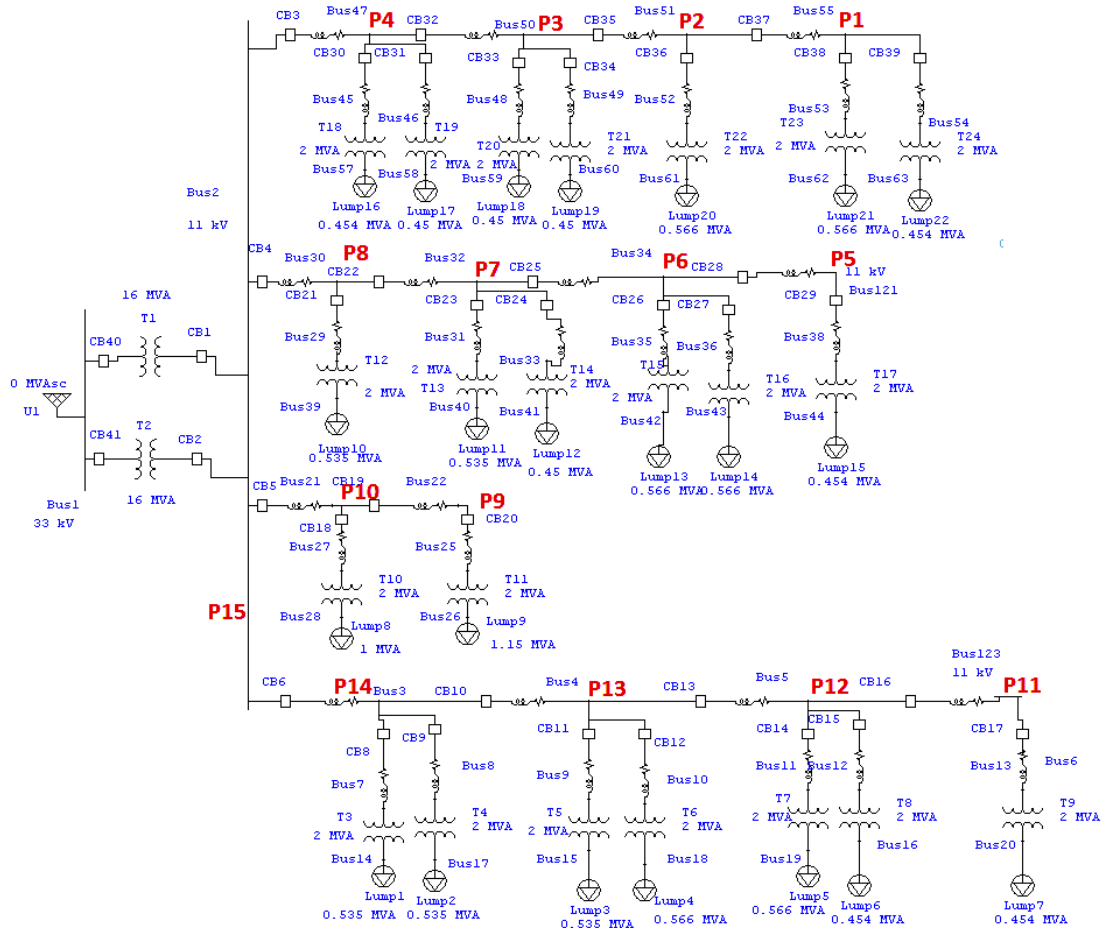 CB3
Bus47
P4
CB32
Bus50
P3
CB35
Bus51
P2
CB37
Bus55
P1
CB30
CB31
CB33
CB34
CB36
CB38
CB39
Bus45
Bus46
Bus48
Bus49
Bus52
Bus53
Bus54
T18
2 MVA
T19
2 MVA
T20
2 MVA
T21
2 MVA
T22
2 MVA
T23
2 MVA
T24
2 MVA
Bus57
Bus58
Bus59
Bus60
Bus61
Bus62
Bus63
Lump16
0.454 MVA
Lump17
0.45 MVA
Lump18
0.45 MVA
Lump19
0.45 MVA
Lump20
0.566 MVA
Lump21
0.566 MVA
Lump22
0.454 MVA
Bus2
11 kV
CB4
Bus30
P8
CB22
Bus32
P7
CB25
Bus34
P6
CB28
P5
11 kV
Bus121
CB21
CB23
CB24
CB26
CB27
CB29
Bus29
Bus31
Bus33
Bus35
Bus36
Bus38
T12
2 MVA
2 MVA
T13
T14
2 MVA
T15
2 MVA
T16
2 MVA
T17
2 MVA
Bus39
Bus40
Bus41
Bus42
Bus43
Bus44
Lump10
0.535 MVA
Lump11
0.535 MVA
Lump12
0.45 MVA
Lump13
0.566 MVA
Lump14
0.566 MVA
Lump15
0.454 MVA
16 MVA
T1
CB40
CB1
0 MVAsc
U1
T2
CB41
CB2
16 MVA
Bus1
33 kV
CB5
Bus21
P10
CB19
Bus22
P9
CB18
CB20
Bus27
Bus25
T10
2 MVA
T11
2 MVA
Bus28
Bus26
Lump8
1 MVA
Lump9
1.15 MVA
P15
CB6
P14
Bus3
CB10
Bus4
P13
CB13
Bus5
P12
CB16
Bus123
11 kV
P11
CB8
CB9
CB11
CB12
CB14
CB15
CB17
Bus7
Bus8
Bus9
Bus10
Bus11
Bus12
Bus13
Bus6
T3
2 MVA
T4
2 MVA
T5
2 MVA
T6
2 MVA
T7
2 MVA
T8
2 MVA
T9
2 MVA
Bus14
Bus17
Bus15
Bus18
Bus19
Bus16
Bus20
Lump1
0.535 MVA
Lump2
0.535 MVA
Lump3
0.535 MVA
Lump4
0.566 MVA
Lump5
0.566 MVA
Lump6
0.454 MVA
Lump7
0.454 MVA